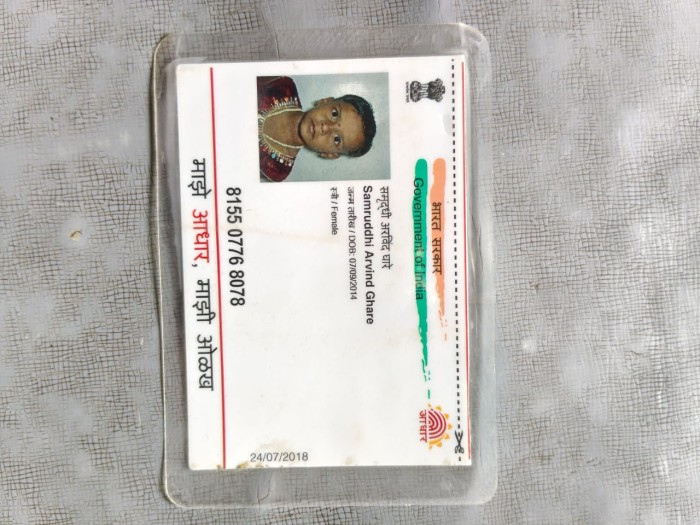 भारत सरकार
Government of India
समृद्धी अरविंद घारे
Samruddhi Arvind Ghare
जन्म तारीख / DOB: 07/09/2014
स्त्री / Female
8155 0776 8078
माझे आधार, माझी ओळख
आधार
24/07/2018